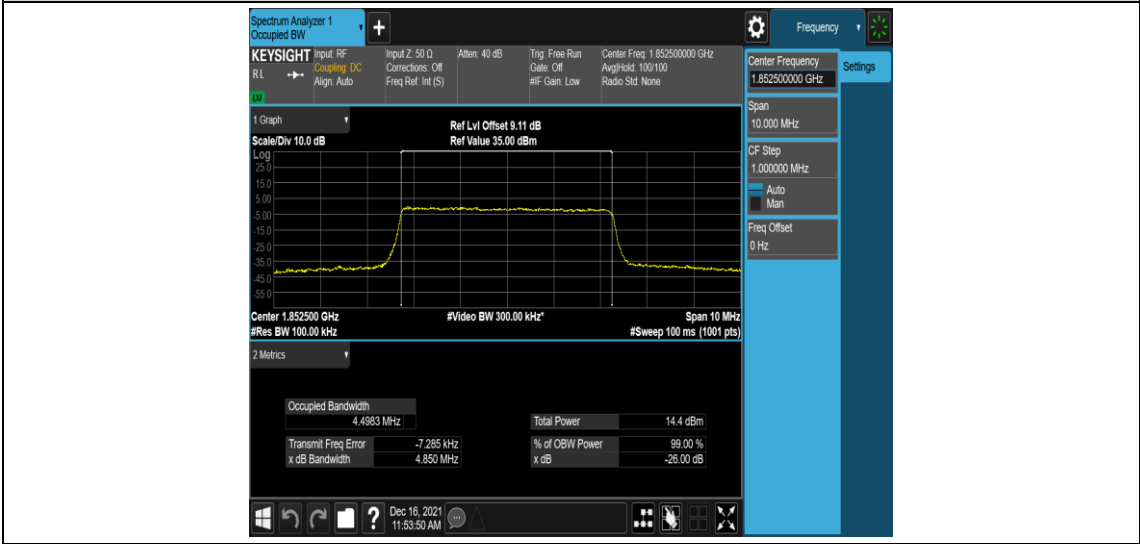 Spectrum Analyzer 1
Occupied BW
+
Frequency
KEYSIGHT
RL
Input: RF
Coupling: DC
Align: Auto
Input Z: 50 Ω
Corrections: Off
Freq Ref: Int (S)
Atten: 40 dB
Trig: Free Run
Gate: Off
#IF Gain: Low
Center Freq: 1.852500000 GHz
Avg|Hold: 100/100
Radio Std: None
Center Frequency
1.852500000 GHz
Settings
Span
10.000 MHz
CF Step
1.000000 MHz
Auto
Man
Freq Offset
0 Hz
1 Graph
Ref Lvl Offset 9.11 dB
Scale/Div 10.0 dB
Ref Value 35.00 dBm
Log
25.0
15.0
5.00
-5.00
-15.0
-25.0
-35.0
-45.0
-55.0
Center 1.852500 GHz
#Video BW 300.00 kHz*
Span 10 MHz
#Res BW 100.00 kHz
#Sweep 100 ms (1001 pts)
2 Metrics
Occupied Bandwidth
4.4983 MHz
Total Power 14.4 dBm
Transmit Freq Error -7.285 kHz
% of OBW Power 99.00 %
x dB Bandwidth 4.850 MHz
x dB -26.00 dB
?
Dec 16, 2021
11:53:50 AM